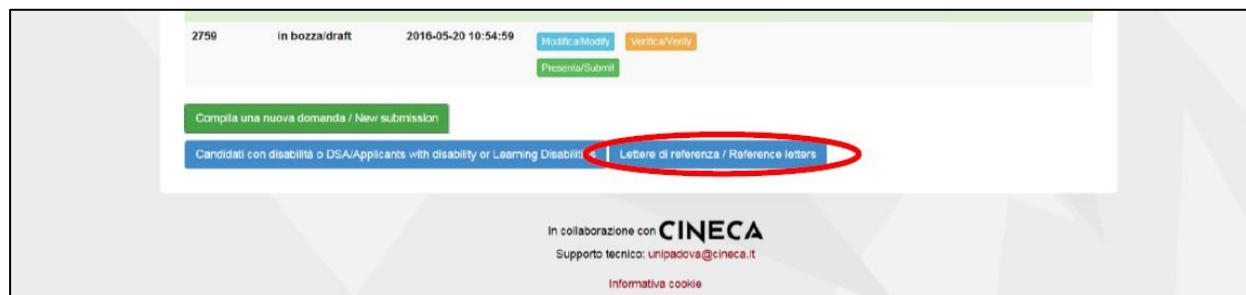 2759 in bozza/draft 2016-05-20 10:54:59 Modifica/Modify Verifica/Verify
Presenta/Submit
Compila una nuova domanda / New submission
Candidati con disabilità o DSA/Applicants with disability or Learning Disabilities Lettere di referenza / Reference letters
In collaborazione con CINECA
Supporto tecnico: unipadova@cineca.it
Informativa cookie